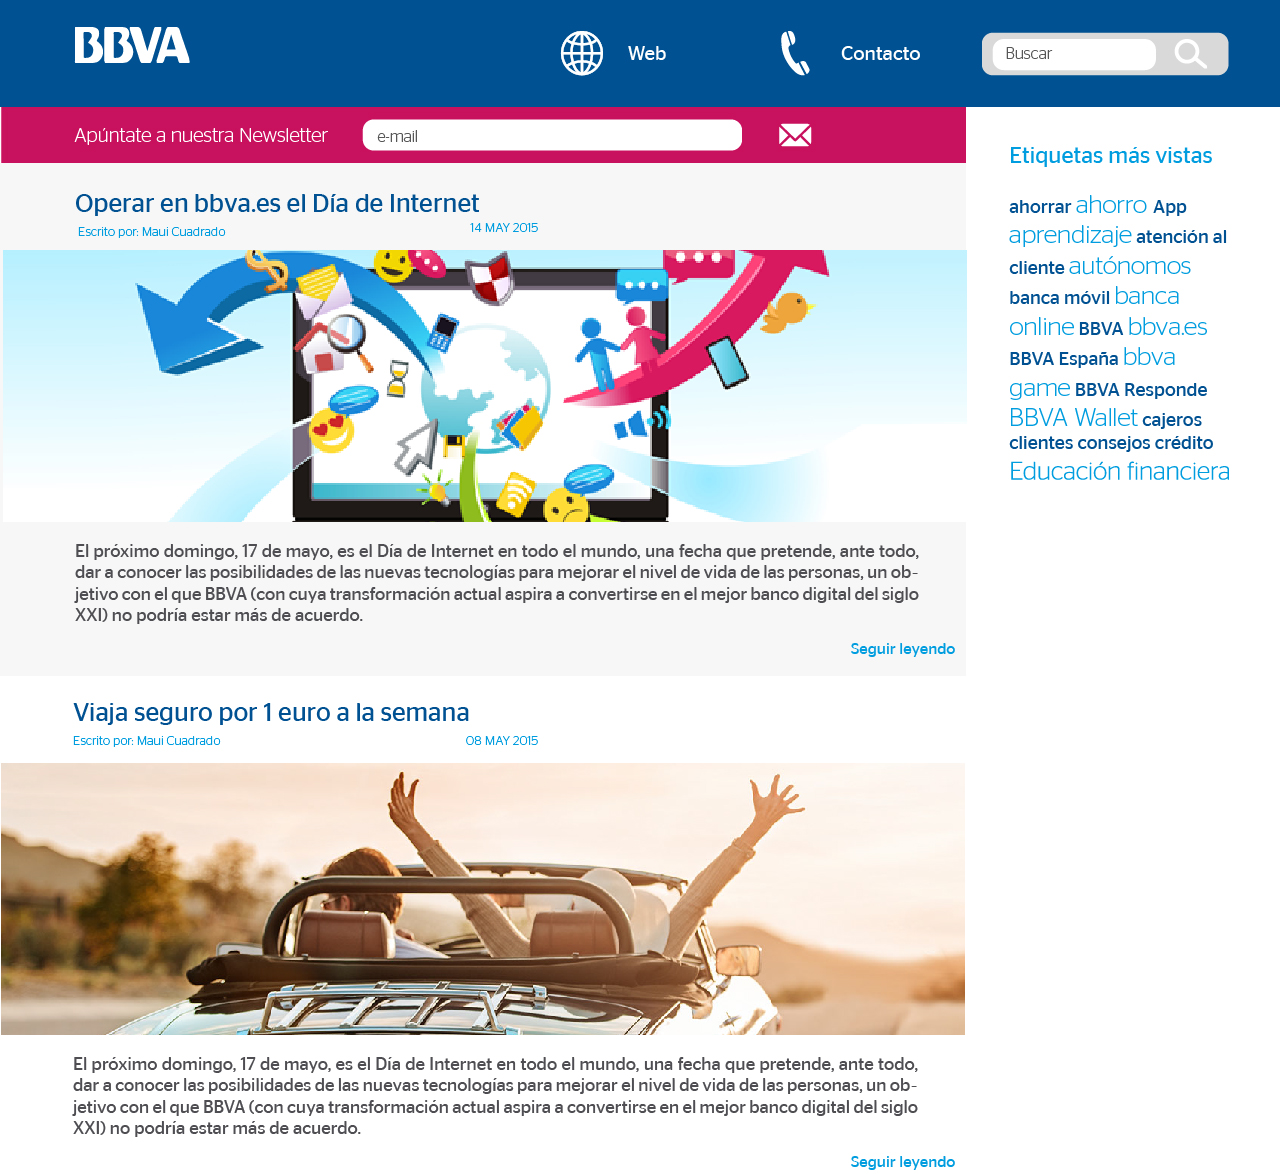 BBVA
Web
Contacto
Buscar
Apúntate a nuestra Newsletter
e-mail
Operar en bbva.es el Día de Internet
Escrito por: Maui Cuadrado
14 MAY 2015
El próximo domingo, 17 de mayo, es el Día de Internet en todo el mundo, una fecha que pretende, ante todo,
dar a conocer las posibilidades de las nuevas tecnologías para mejorar el nivel de vida de las personas, un ob-
jetivo con el que BBVA (con cuya transformación actual aspira a convertirse en el mejor banco digital del siglo
XXI) no podría estar más de acuerdo.
Seguir leyendo
Viaja seguro por 1 euro a la semana
Escrito por: Maui Cuadrado
08 MAY 2015
El próximo domingo, 17 de mayo, es el Día de Internet en todo el mundo, una fecha que pretende, ante todo,
dar a conocer las posibilidades de las nuevas tecnologías para mejorar el nivel de vida de las personas, un ob-
jetivo con el que BBVA (con cuya transformación actual aspira a convertirse en el mejor banco digital del siglo
XXI) no podría estar más de acuerdo.
Seguir leyendo
Etiquetas más vistas
ahorrar ahorro App
aprendizaje atención al
cliente autónomos
banca móvil banca
online BBVA bbva.es
BBVA España bbva
game BBVA Responde
BBVA Wallet cajeros
clientes consejos crédito
Educación financiera